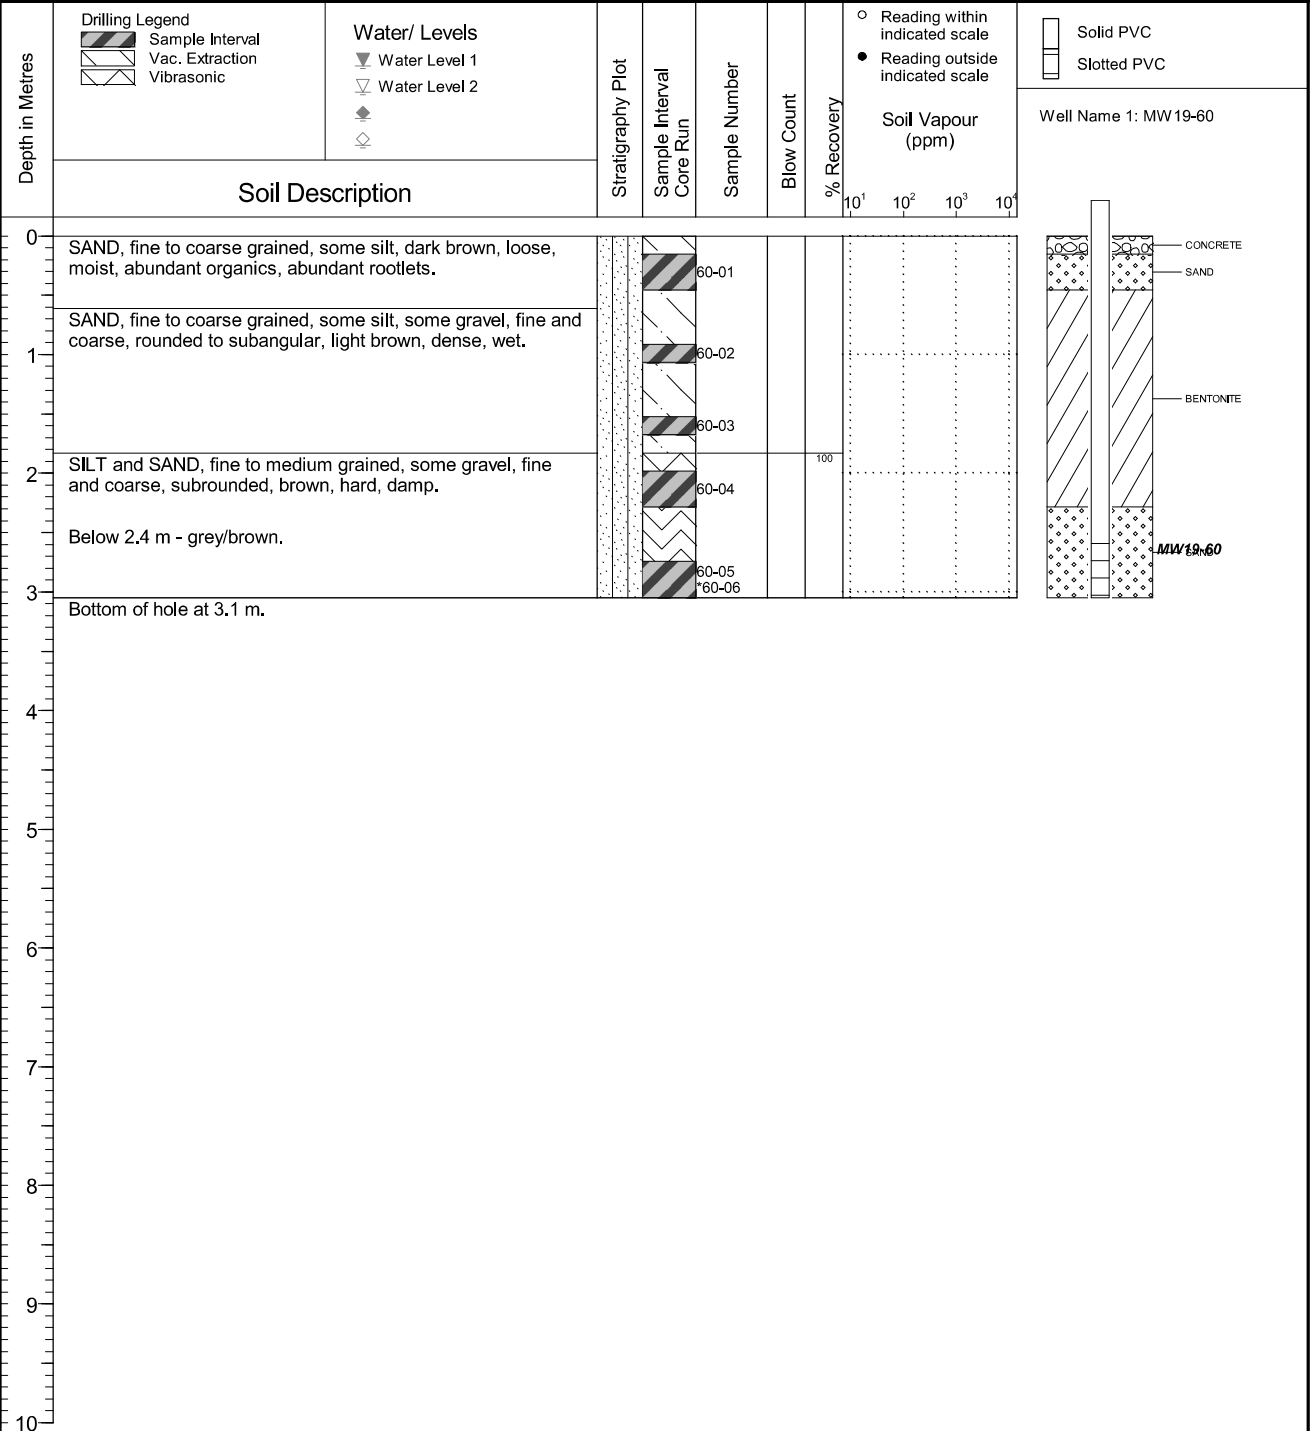 Depth in Metres
Drilling Legend
Sample Interval
Vac. Extraction
Vibrasonic
Water/ Levels
Water Level 1
Water Level 2
Soil Description
Stratigraphy Plot
Sample Interval
Core Run
Sample Number
Blow Count
% Recovery
Reading within
indicated scale
Reading outside
indicated scale
Soil Vapour
(ppm)
10¹ 10² 10³ 10⁴
Solid PVC
Slotted PVC
Well Name 1: MW19-60
0
SAND, fine to coarse grained, some silt, dark brown, loose,
moist, abundant organics, abundant rootlets.
60-01
CONCRETE
SAND
SAND, fine to coarse grained, some silt, some gravel, fine and
coarse, rounded to subangular, light brown, dense, wet.
1
60-02
BENTONITE
60-03
100
SILT and SAND, fine to medium grained, some gravel, fine
and coarse, subrounded, brown, hard, damp.
2
60-04
Below 2.4 m - grey/brown.
MW19-60
SAND
60-05
*60-06
3
Bottom of hole at 3.1 m.
4
5
6
7
8
9
10